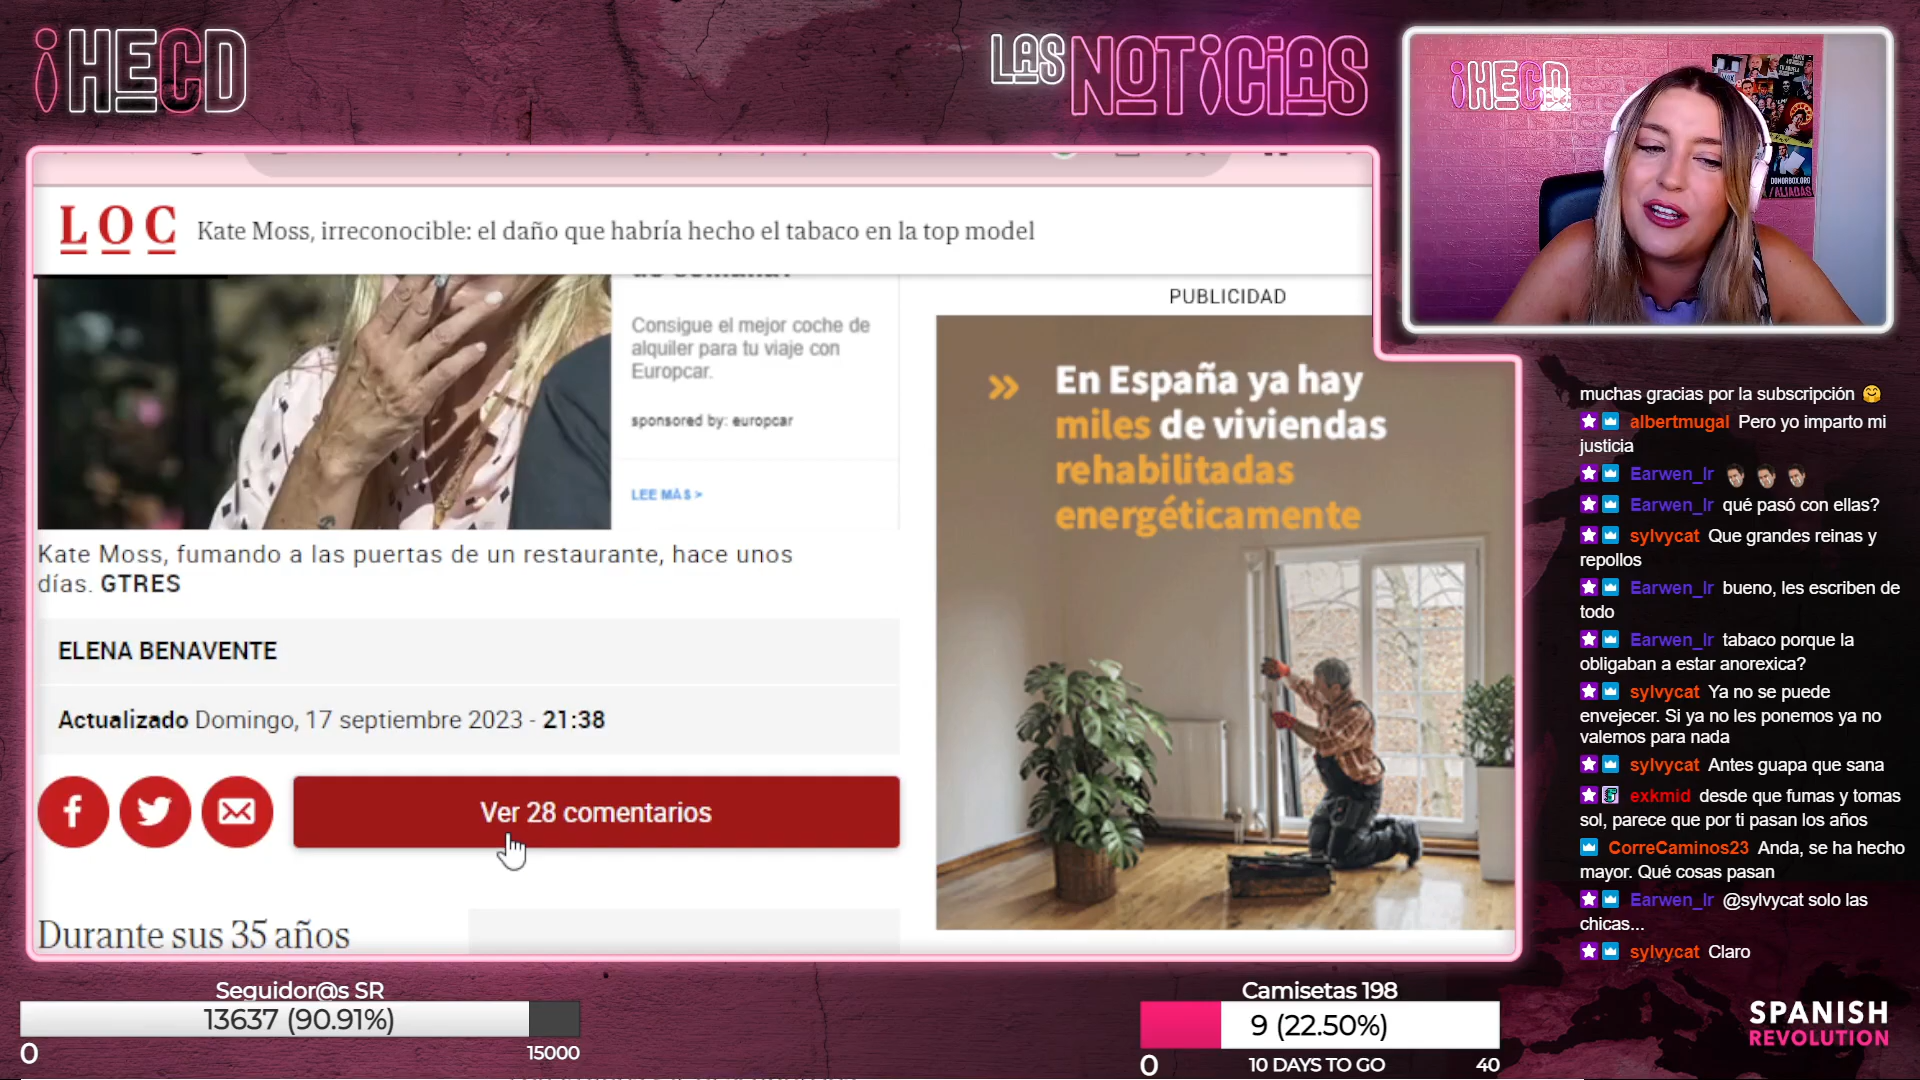 iHECD
LAS NOTiCiAS
iHECD
DONORBOX.ORG
/ALIADAS
LOC
Kate Moss, irreconocible: el daño que habría hecho el tabaco en la top model
Consigue el mejor coche de
alquiler para tu viaje con
Europcar.
sponsored by: europcar
LEE MÁS >
PUBLICIDAD
En España ya hay
miles de viviendas
rehabilitadas
energéticamente
Kate Moss, fumando a las puertas de un restaurante, hace unos
días. GTRES
ELENA BENAVENTE
Actualizado Domingo, 17 septiembre 2023 - 21:38
Ver 28 comentarios
Durante sus 35 años
muchas gracias por la subscripción
albertmugal Pero yo imparto mi
justicia
Earwen_lr
Earwen_lr qué pasó con ellas?
sylvycat Que grandes reinas y
repollos
Earwen_lr bueno, les escriben de
todo
Earwen_lr tabaco porque la
obligaban a estar anorexica?
sylvycat Ya no se puede
envejecer. Si ya no les ponemos ya no
valemos para nada
sylvycat Antes guapa que sana
exkmid desde que fumas y tomas
sol, parece que por ti pasan los años
CorreCaminos23 Anda, se ha hecho
mayor. Qué cosas pasan
Earwen_lr @sylvycat solo las
chicas...
sylvycat Claro
Seguidor@s SR
13637 (90.91%)
0
15000
Camisetas 198
9 (22.50%)
0
10 DAYS TO GO
40
SPANISH
REVOLUTION